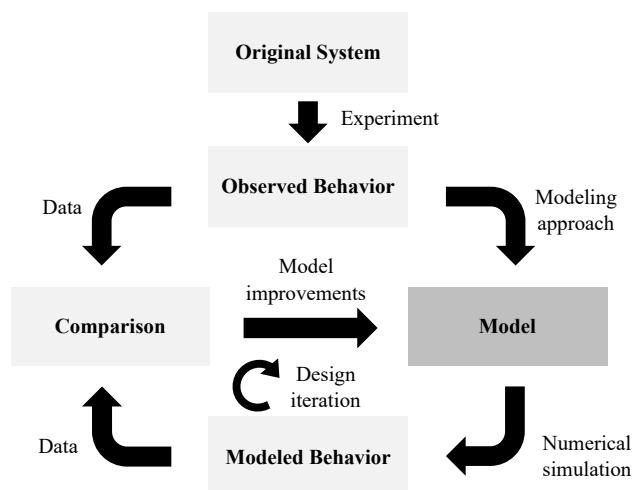 Original System
Experiment
Observed Behavior
Data
Modeling
approach
Model
improvements
Comparison
Model
Design
iteration
Data
Modeled Behavior
Numerical
simulation